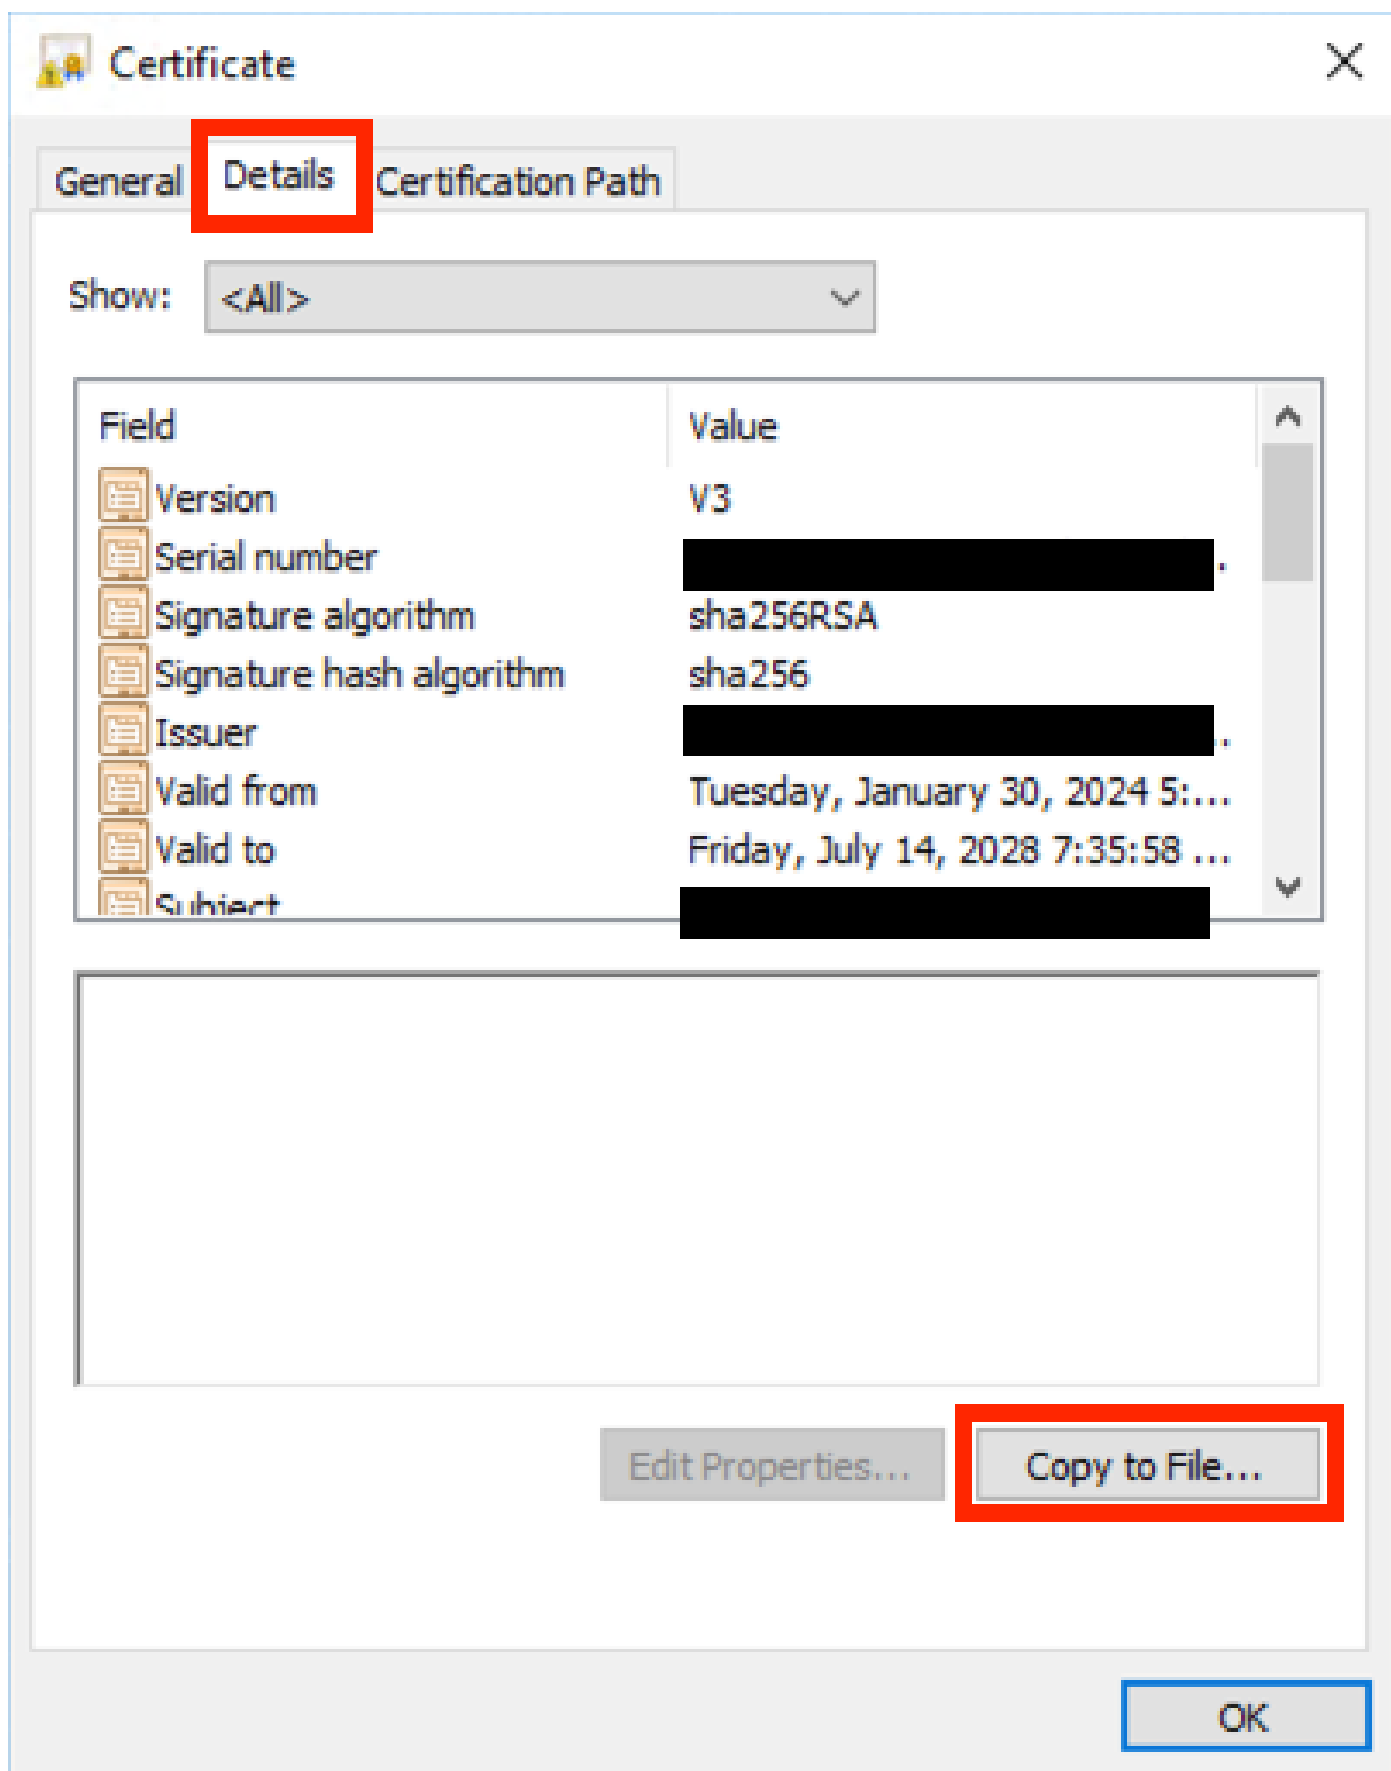 Certificate
General Details Certification Path
Show: <All>
Field Value
Version V3
Serial number .
Signature algorithm sha256RSA
Signature hash algorithm sha256
Issuer ..
Valid from Tuesday, January 30, 2024 5:...
Valid to Friday, July 14, 2028 7:35:58 ...
Subject
Edit Properties... Copy to File...
OK